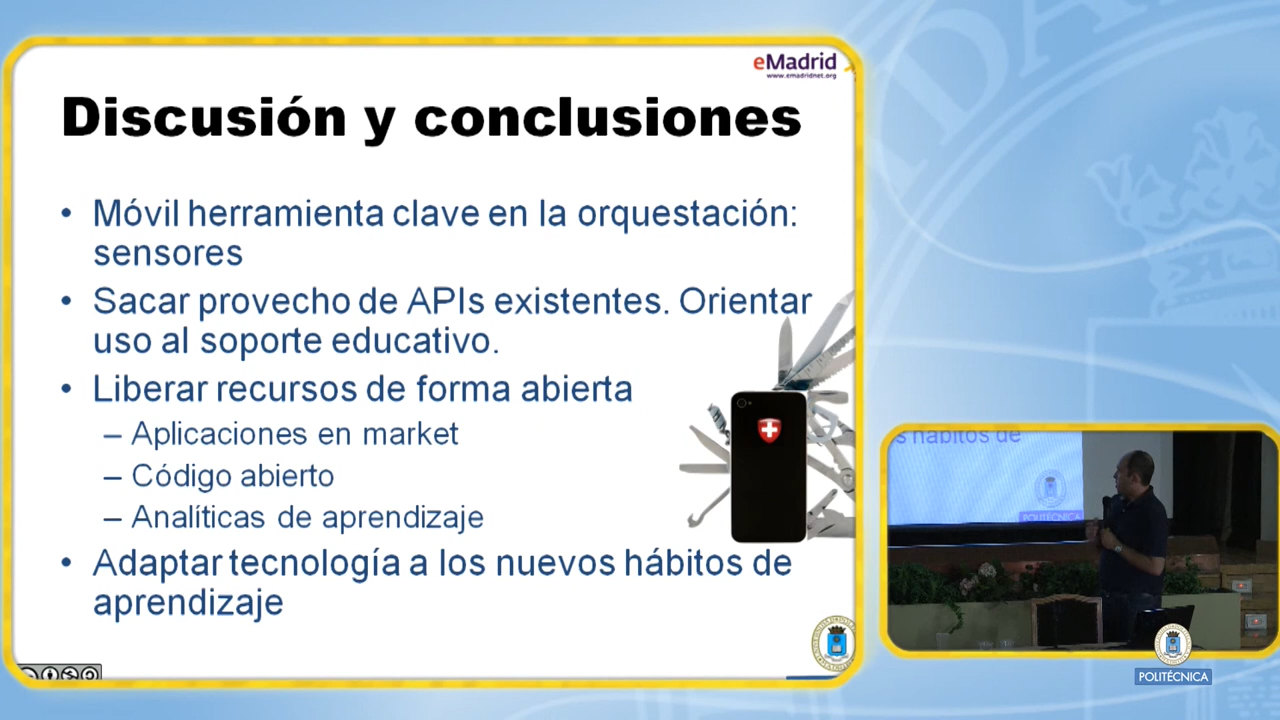 eMadrid
www.emadridnet.org
Discusión y conclusiones
• Móvil herramienta clave en la orquestación:
sensores
• Sacar provecho de APIs existentes. Orientar
uso al soporte educativo.
• Liberar recursos de forma abierta
– Aplicaciones en market
– Código abierto
– Analíticas de aprendizaje
• Adaptar tecnología a los nuevos hábitos de
aprendizaje
s hábitos de
POLITÉCNICA
POLITÉCNICA